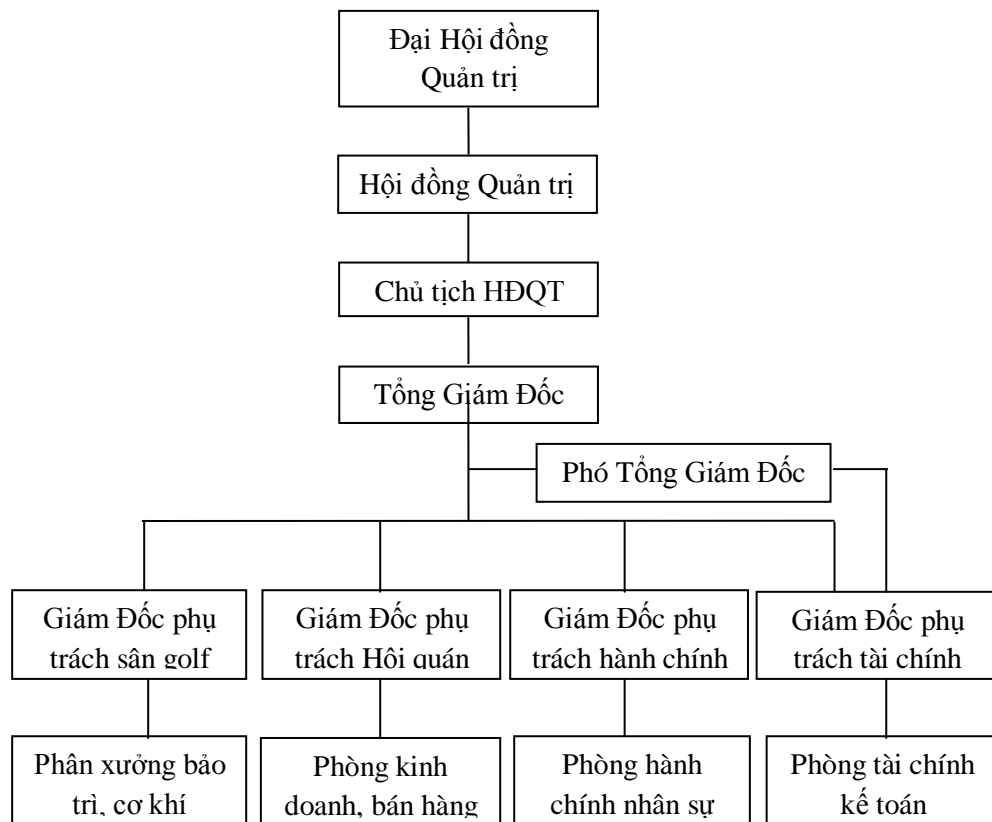 Đại Hội đồng
Quản trị
Hội đồng Quản trị
Chủ tịch HĐQT
Tổng Giám Đốc
Phó Tổng Giám Đốc
Giám Đốc phụ
trách sân golf
Giám Đốc phụ
trách Hội quán
Giám Đốc phụ
trách hành chính
Giám Đốc phụ
trách tài chính
Phân xưởng bảo
trì, cơ khí
Phòng kinh
doanh, bán hàng
Phòng hành
chính nhân sự
Phòng tài chính
kế toán